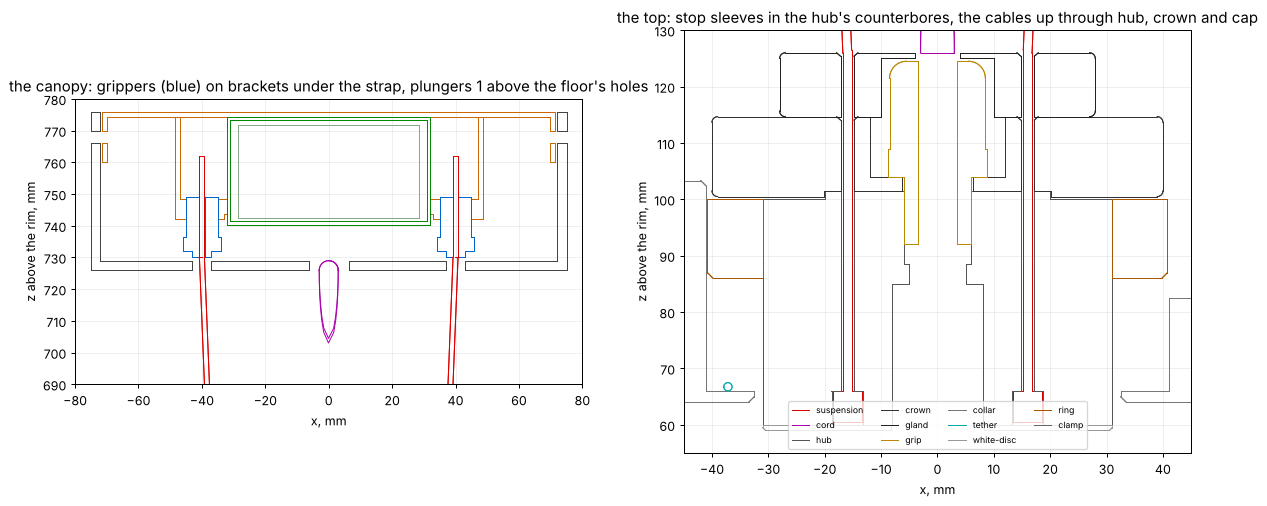 the top: stop sleeves in the hub's counterbores, the cables up through hub, crown and cap
the canopy: grippers (blue) on brackets under the strap, plungers 1 above the floor's holes
780
770
760
750
740
730
720
710
700
690
z above the rim, mm
−80 −60 −40 −20 0 20 40 60 80
x, mm
130
120
110
100
90
80
70
60
z above the rim, mm
suspension crown collar ring
cord gland tether clamp
hub grip white-disc
−40 −30 −20 −10 0 10 20 30 40
x, mm